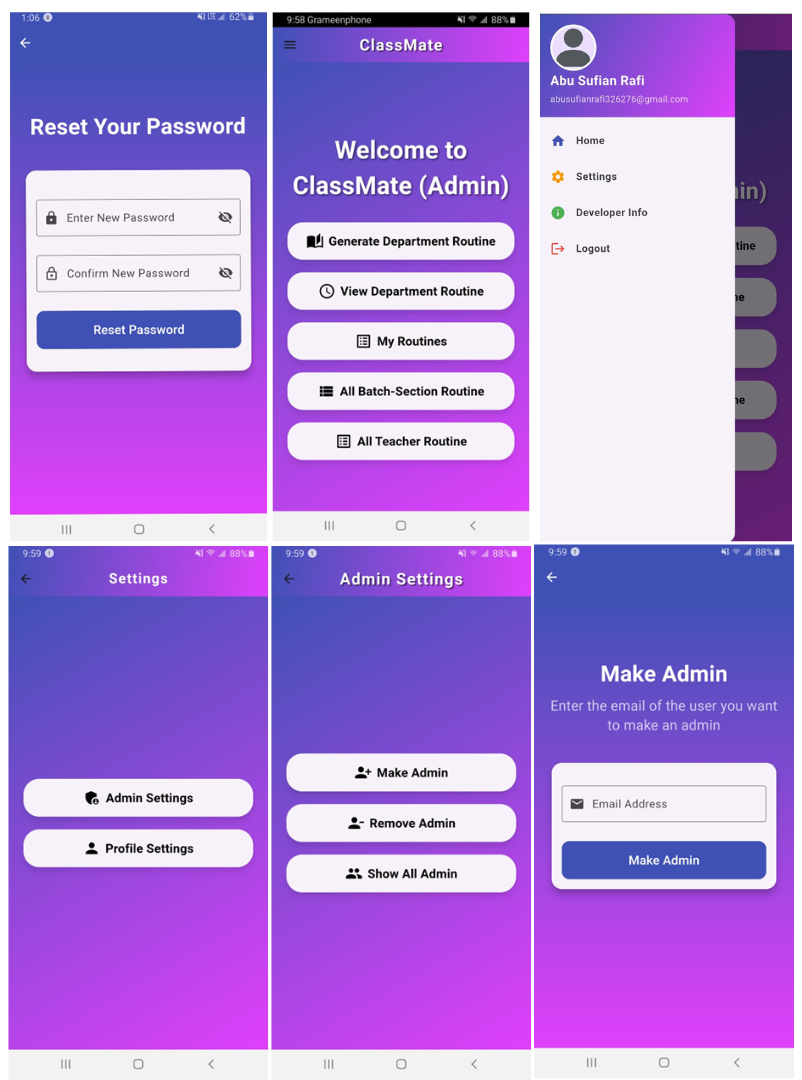 1:06
LTE
62%
Reset Your Password
Enter New Password
Confirm New Password
Reset Password
9:58 Grameenphone
88%
ClassMate
Welcome to
ClassMate (Admin)
Generate Department Routine
View Department Routine
My Routines
All Batch-Section Routine
All Teacher Routine
Abu Sufian Rafi
abusufianrafi326276@gmail.com
Home
Settings
Developer Info
Logout
in)
tine
ne
ne
9:59
88%
Settings
Admin Settings
Profile Settings
9:59
88%
Admin Settings
Make Admin
Remove Admin
Show All Admin
9:59
88%
Make Admin
Enter the email of the user you want
to make an admin
Email Address
Make Admin